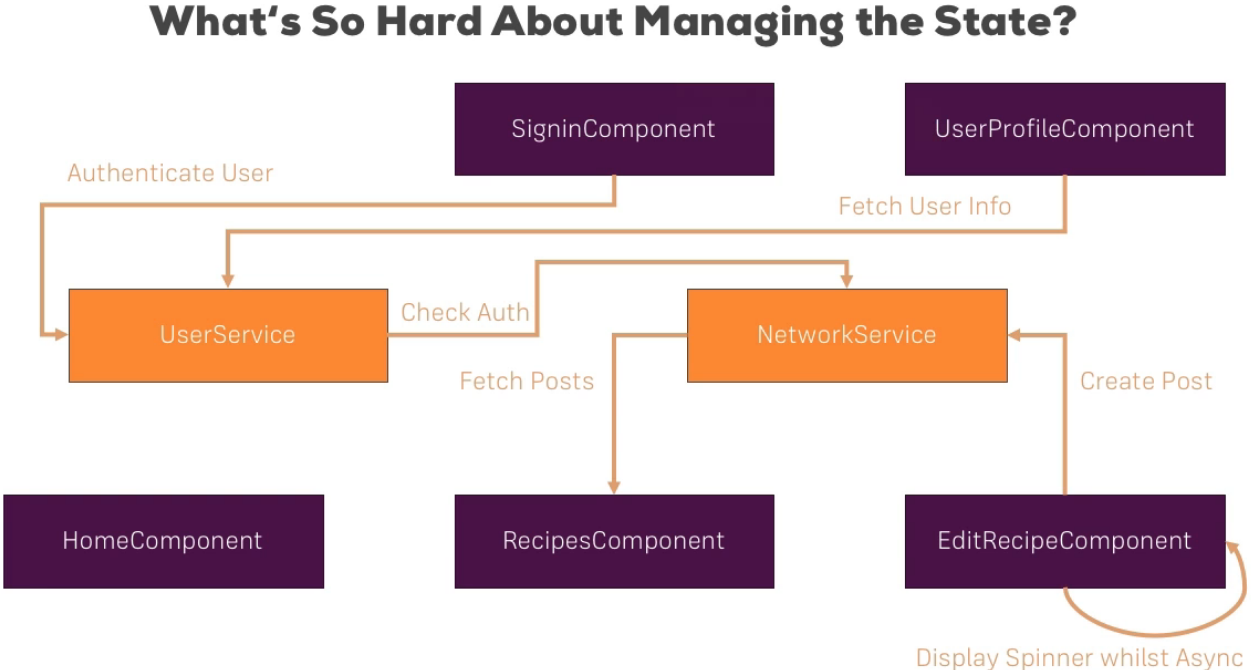 What‘s So Hard About Managing the State?
SigninComponent
UserProfileComponent
Authenticate User
Fetch User Info
Check Auth
UserService
NetworkService
Fetch Posts
Create Post
HomeComponent
RecipesComponent
EditRecipeComponent
Display Spinner whilst Async